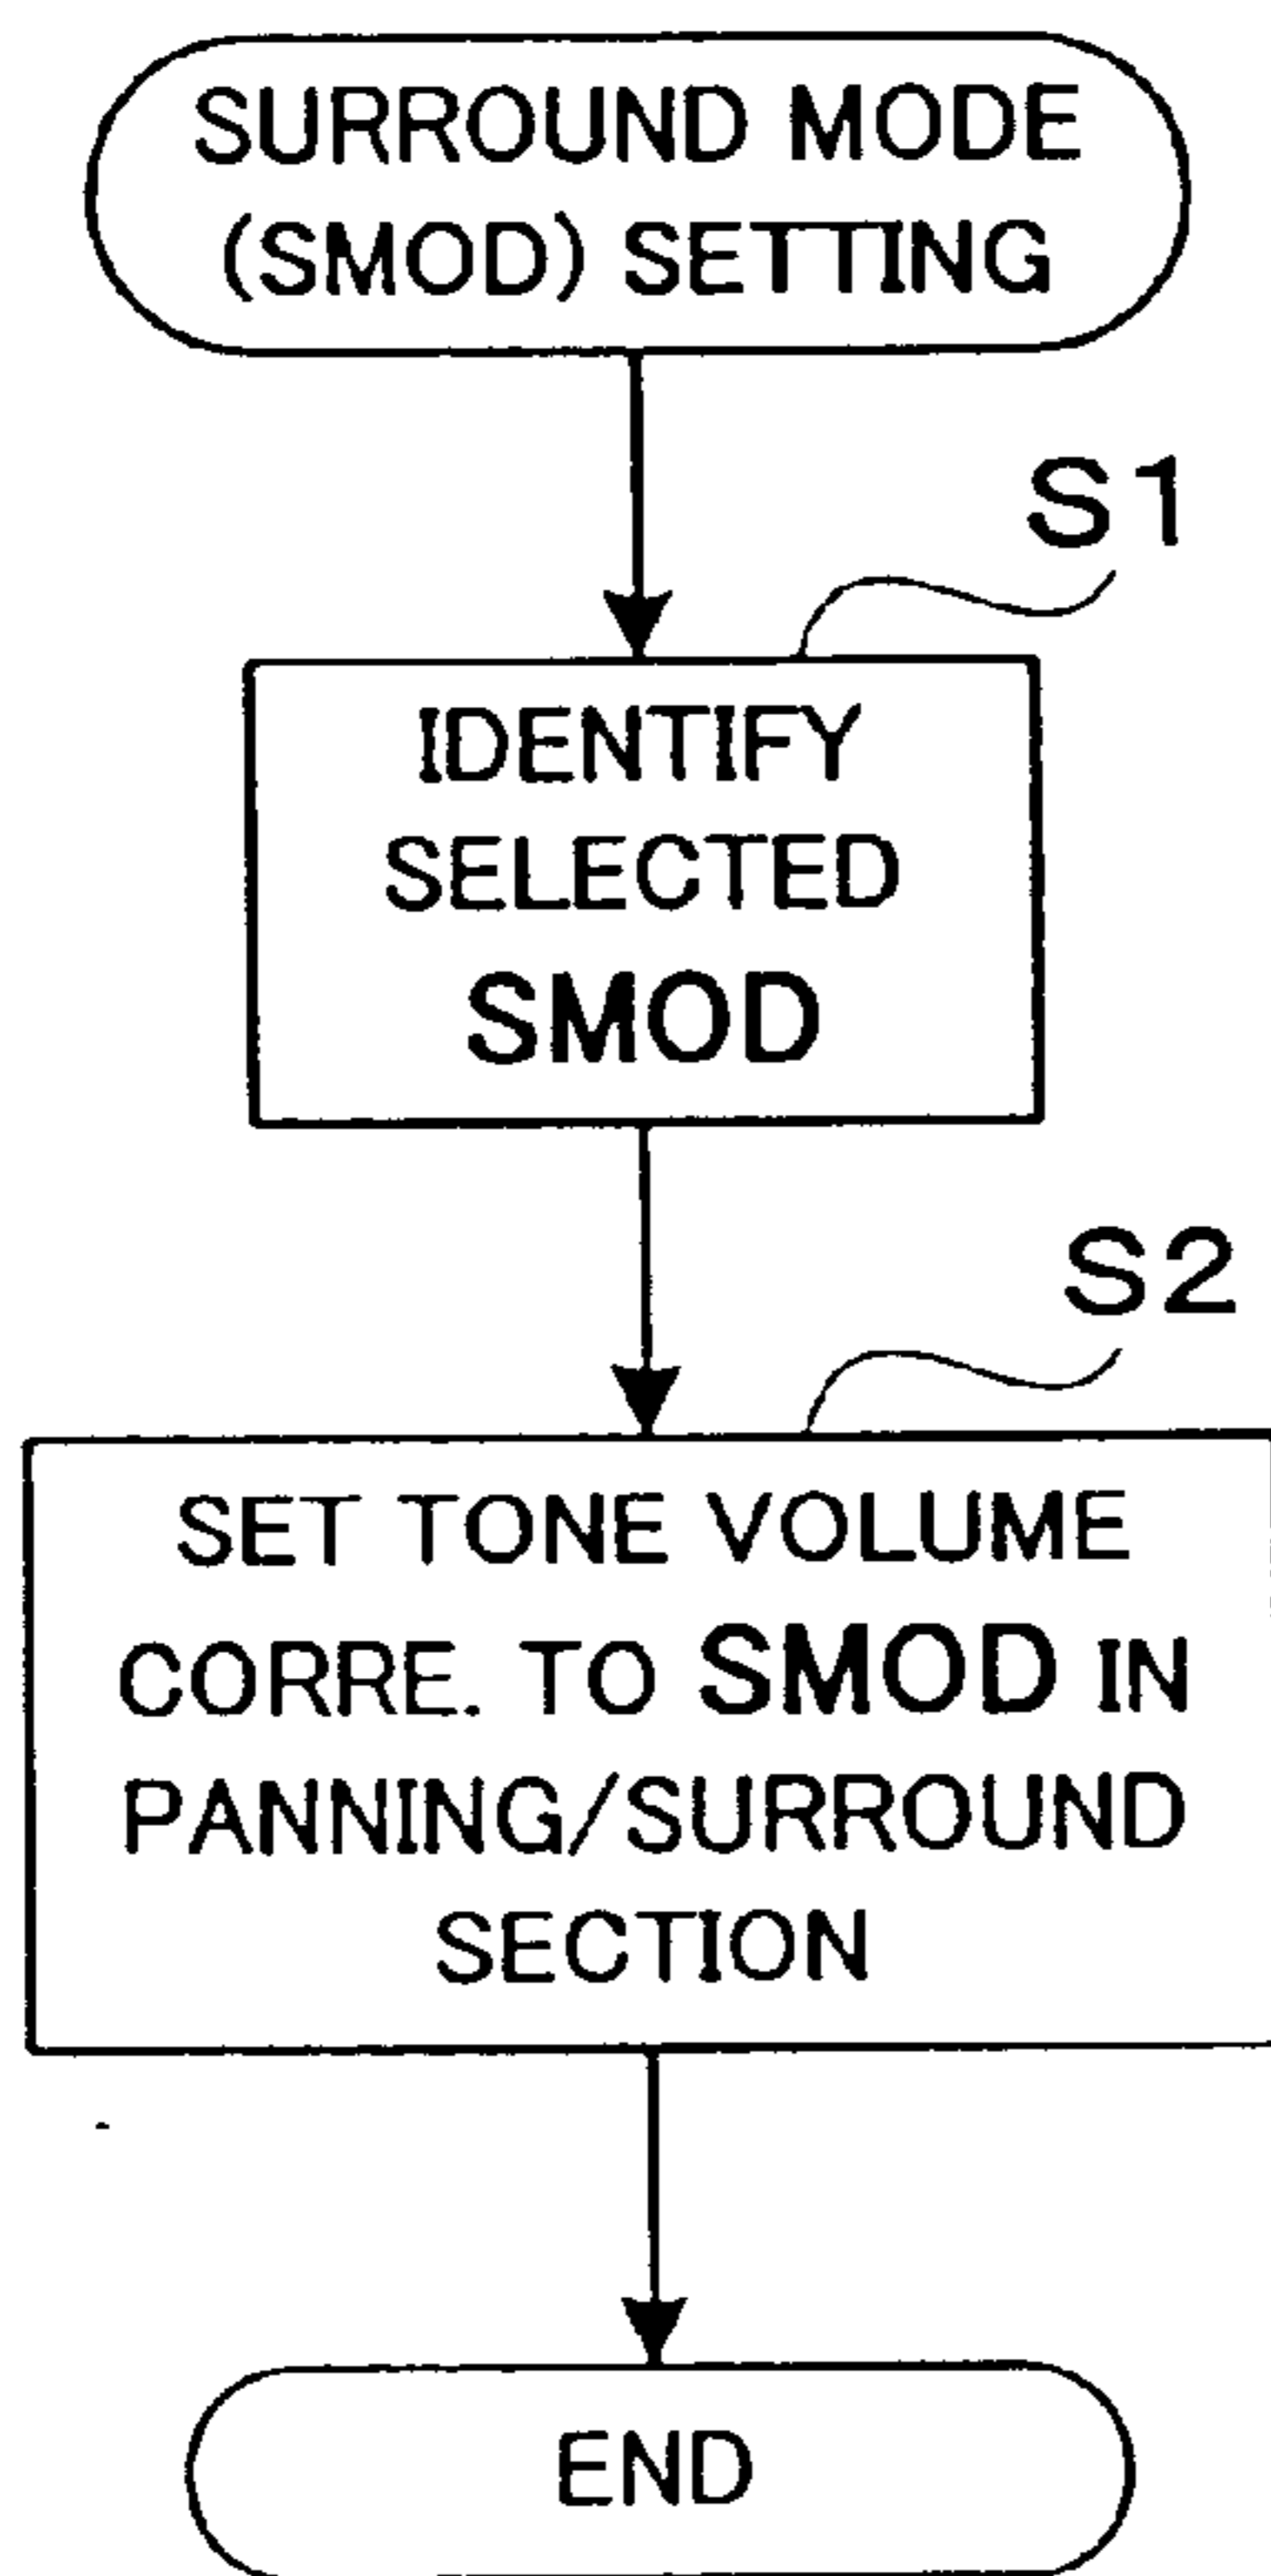 SURROUND MODE
(SMOD) SETTING
S1
IDENTIFY
SELECTED
SMOD
S2
SET TONE VOLUME
CORRE. TO SMOD IN
PANNING/SURROUND
SECTION
END